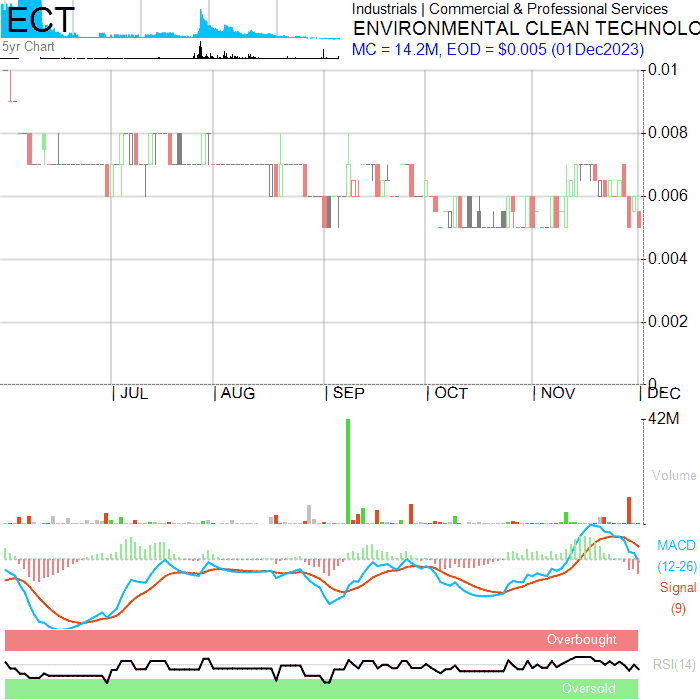 ECT
5yr Chart
Industrials | Commercial & Professional Services
ENVIRONMENTAL CLEAN TECHNOLO
MC = 14.2M, EOD = $0.005 (01Dec2023)
0.01
0.008
0.006
0.004
0.002
0
JUL
AUG
SEP
OCT
NOV
DEC
42M
Volume
MACD
(12-26)
Signal
(9)
Overbought
RSI(14)
Oversold